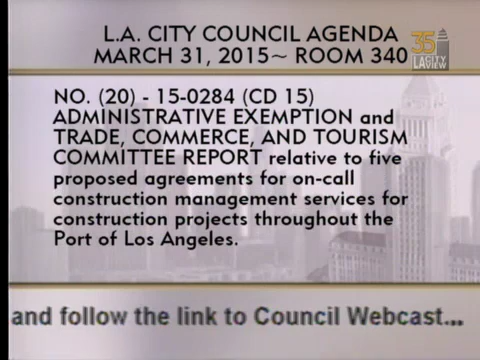 L.A. CITY COUNCIL AGENDA
MARCH 31, 2015~ ROOM 340
35
LA CITY
VIEW
NO. (20) - 15-0284 (CD 15)
ADMINISTRATIVE EXEMPTION and
TRADE, COMMERCE, AND TOURISM
COMMITTEE REPORT relative to five
proposed agreements for on-call
construction management services for
construction projects throughout the
Port of Los Angeles.
and follow the link to Council Webcast...